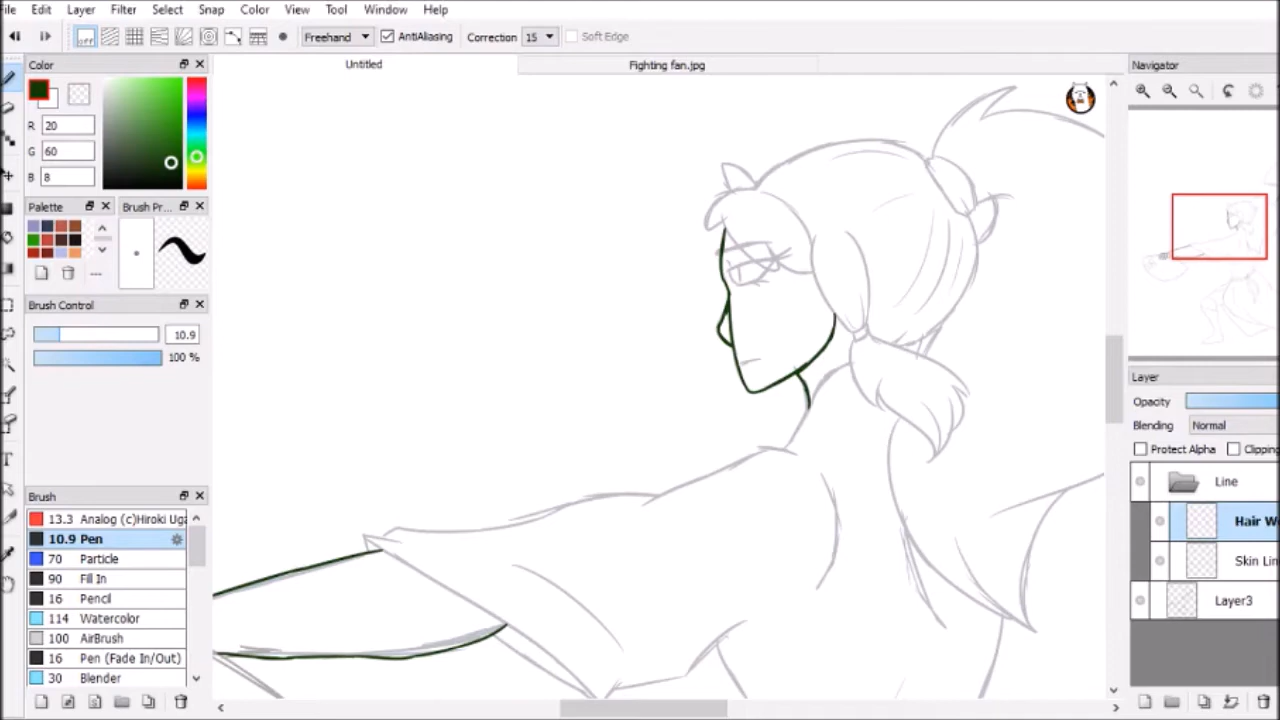 File Edit Layer Filter Select Snap Color View Tool Window Help
off Freehand AntiAliasing Correction 15 Soft Edge
Color Untitled Fighting fan.jpg Navigator
R 20
G 60
B 8
Palette Brush Pr...
Brush Control
10.9
100 %
Layer
Opacity
Blending Normal
Protect Alpha Clipping
Line
Hair W
Skin Lin
Layer3
Brush
13.3 Analog (c)Hiroki Uga
10.9 Pen
70 Particle
90 Fill In
16 Pencil
114 Watercolor
100 AirBrush
16 Pen (Fade In/Out)
30 Blender